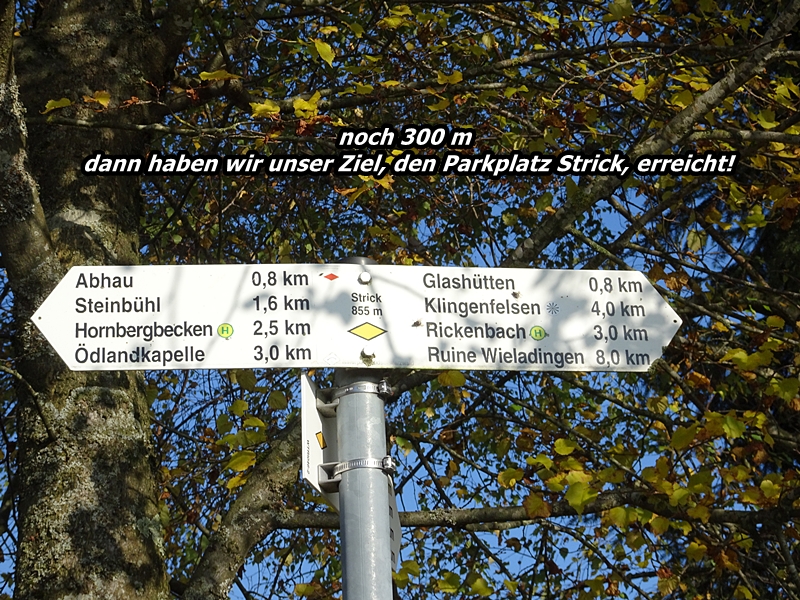 noch 300 m
dann haben wir unser Ziel, den Parkplatz Strick, erreicht!
Abhau 0,8 km
Steinbühl 1,6 km
Hornbergbecken H 2,5 km
Ödlandkapelle 3,0 km
Strick
855 m
Glashütten 0,8 km
Klingenfelsen 4,0 km
Rickenbach H 3,0 km
Ruine Wieladingen 8,0 km